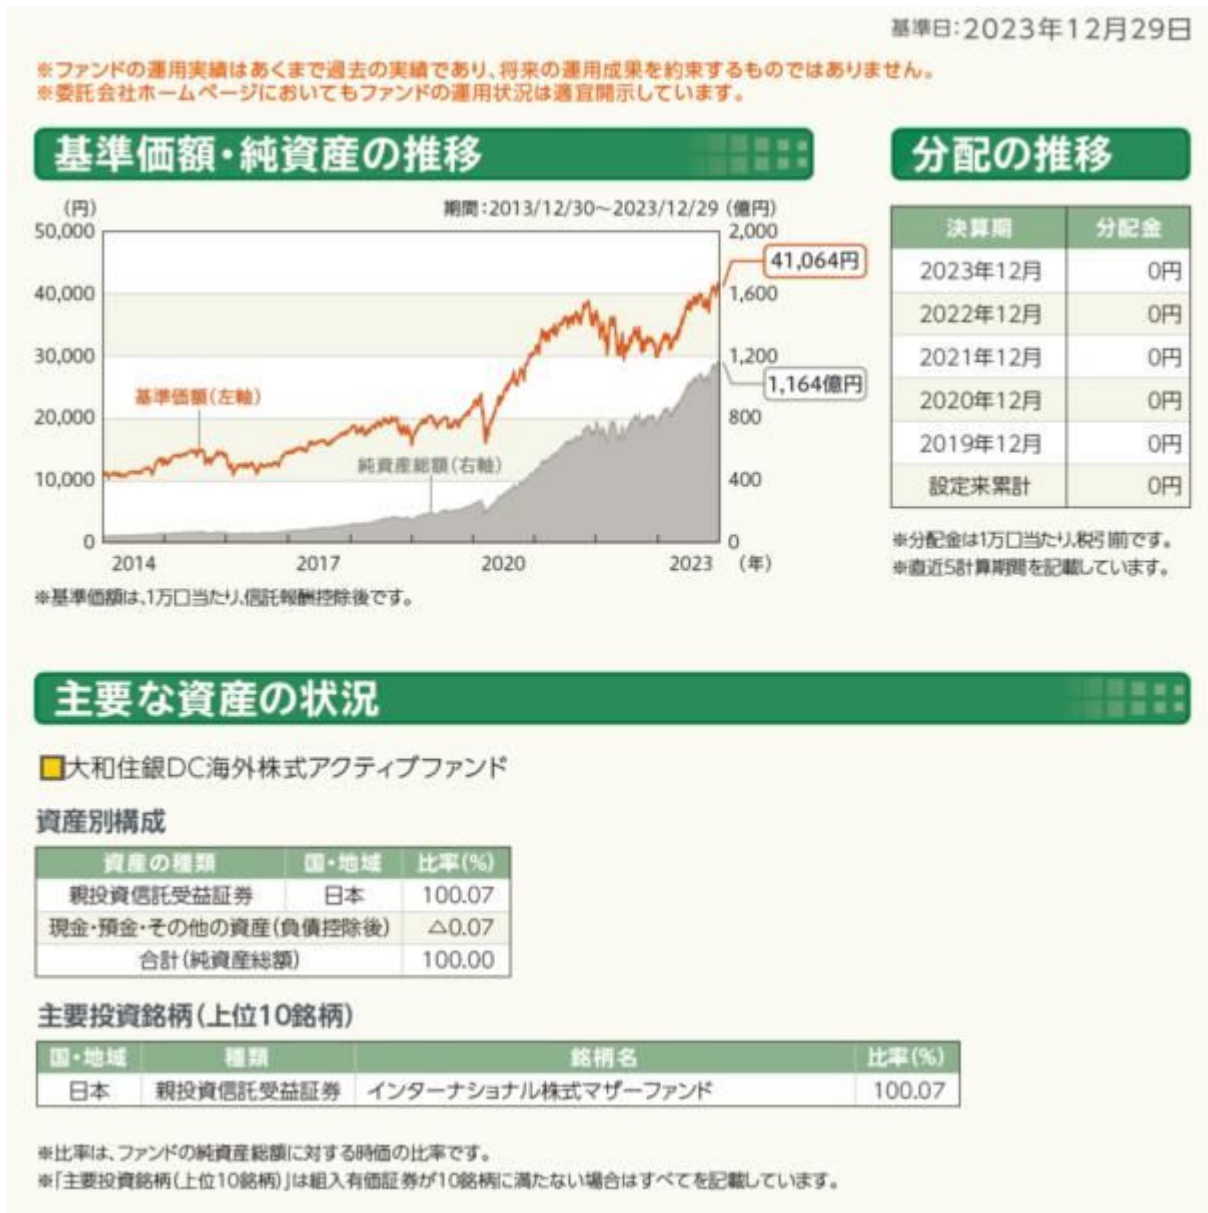 基準日:2023年12月29日
※ファンドの運用実績はあくまで過去の実績であり、将来の運用成果を約束するものではありません。
※委託会社ホームページにおいてもファンドの運用状況は適宜開示しています。
基準価額・純資産の推移
(円)
期間:2013/12/30~2023/12/29
(億円)
50,000
40,000
30,000
20,000
10,000
0
2,000
1,600
1,200
800
400
0
41,064円
1,164億円
基準価額(左軸)
純資産総額(右軸)
2014 2017 2020 2023 (年)
※基準価額は、1万口当たり、信託報酬控除後です。
分配の推移
決算期 分配金
2023年12月 0円
2022年12月 0円
2021年12月 0円
2020年12月 0円
2019年12月 0円
設定来累計 0円
※分配金は1万口当たり、税引前です。
※直近5計算期間を記載しています。
主要な資産の状況
大和住銀DC海外株式アクティブファンド
資産別構成
資産の種類 国・地域 比率(%)
親投資信託受益証券 日本 100.07
現金・預金・その他の資産(負債控除後) △0.07
合計(純資産総額) 100.00
主要投資銘柄(上位10銘柄)
国・地域 種類 銘柄名 比率(%)
日本 親投資信託受益証券 インターナショナル株式マザーファンド 100.07
※比率は、ファンドの純資産総額に対する時価の比率です。
※「主要投資銘柄(上位10銘柄)」は組入有価証券が10銘柄に満たない場合はすべてを記載しています。